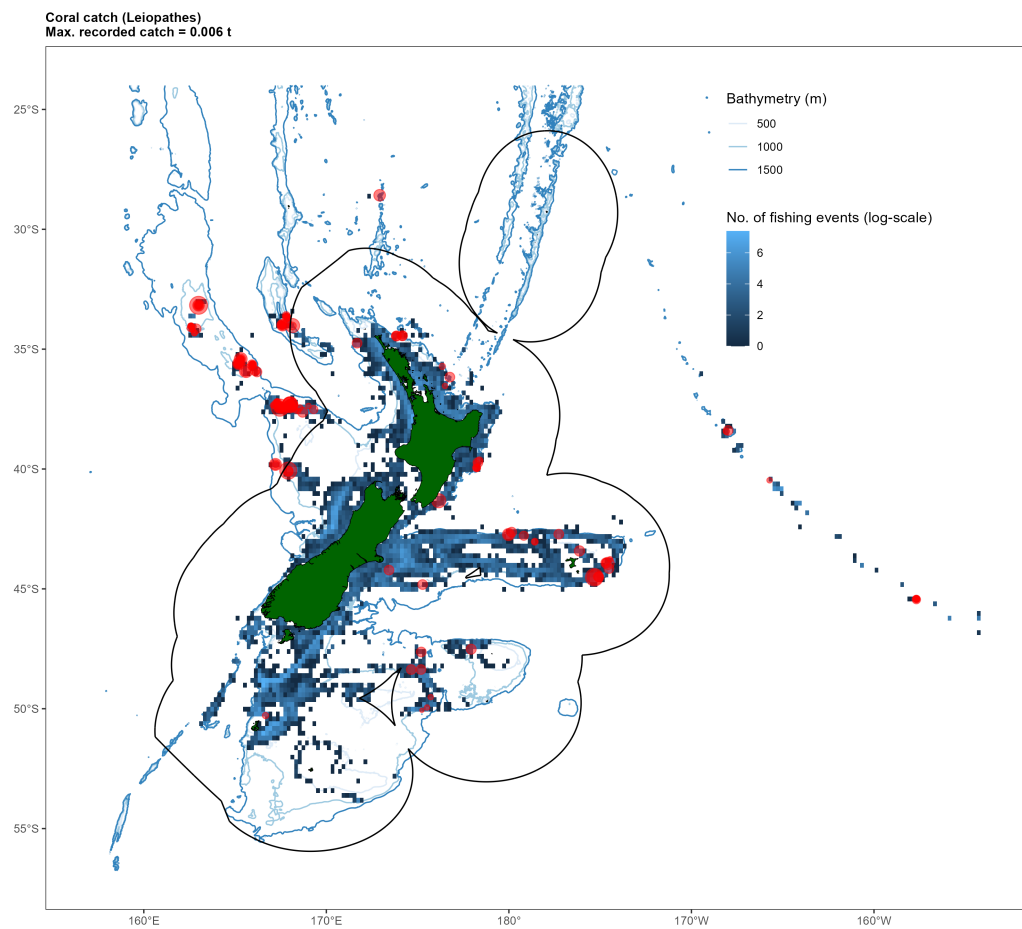 Coral catch (Leiopathes)
Max. recorded catch = 0.006 t
Bathymetry (m)
500
1000
1500
No. of fishing events (log-scale)
6
4
2
0
25°S
30°S
35°S
40°S
45°S
50°S
55°S
160°E
170°E
180°
170°W
160°W